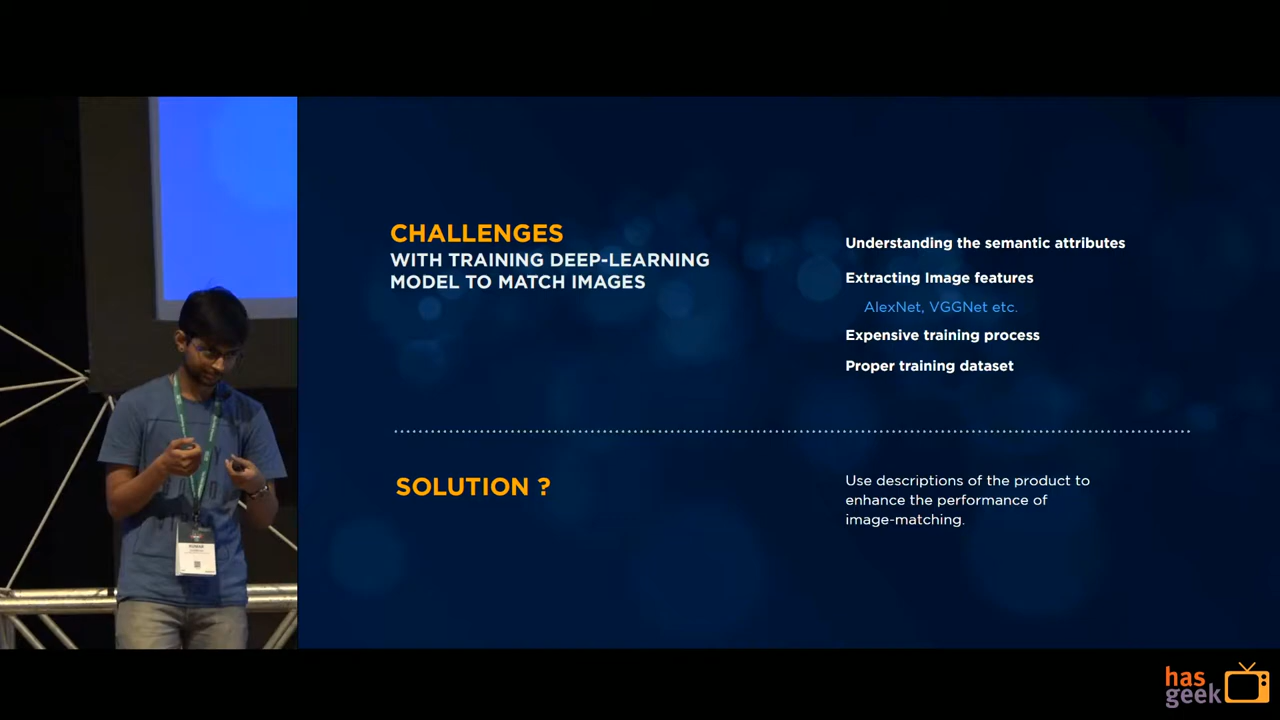 CHALLENGES
WITH TRAINING DEEP-LEARNING
MODEL TO MATCH IMAGES
Understanding the semantic attributes
Extracting Image features
AlexNet, VGGNet etc.
Expensive training process
Proper training dataset
SOLUTION ?
Use descriptions of the product to
enhance the performance of
image-matching.
has
geek